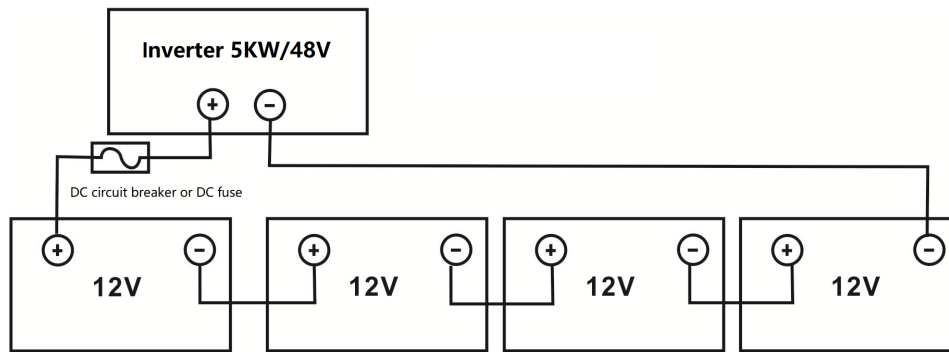 Inverter 5KW/48V
+ −
DC circuit breaker or DC fuse
+ − + − + − + −
12V 12V 12V 12V